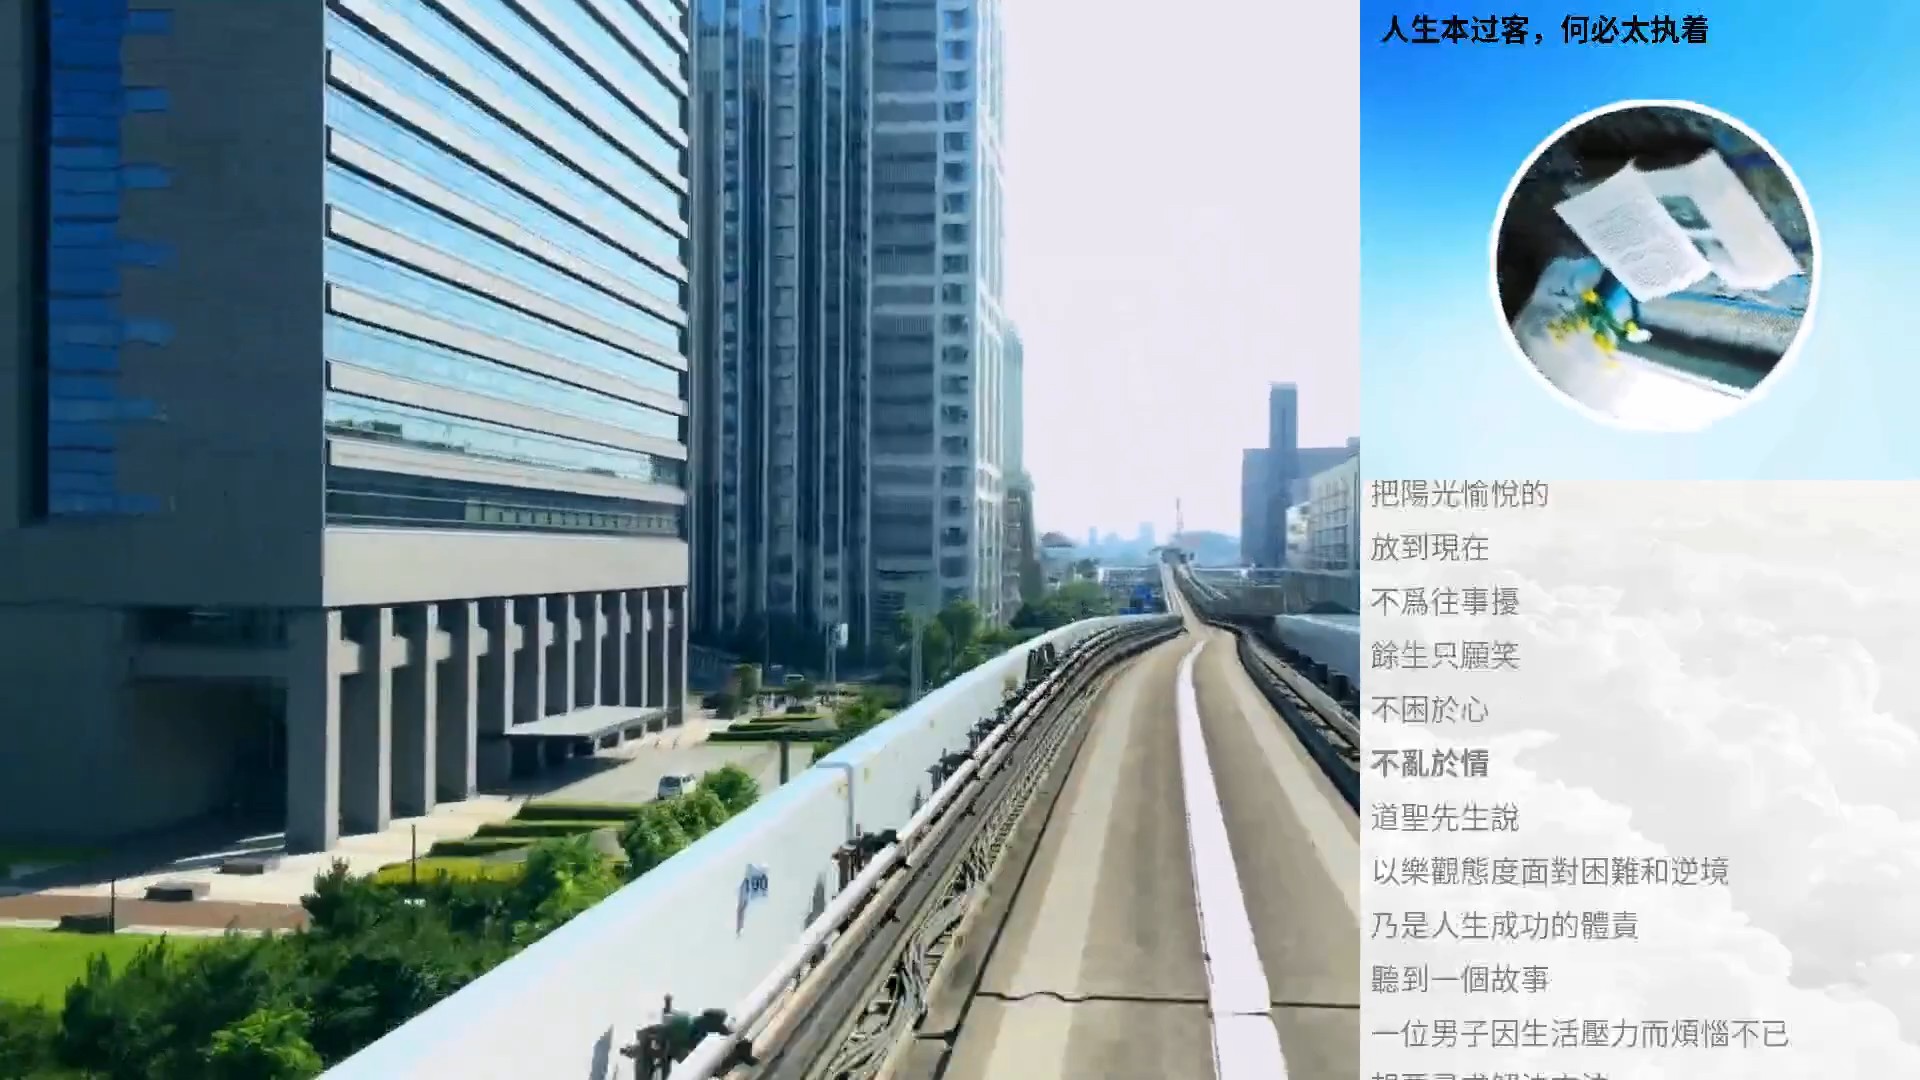 人生本过客，何必太执着
把陽光愉悅的
放到現在
不爲往事擾
餘生只願笑
不困於心
不亂於情
道聖先生說
以樂觀態度面對困難和逆境
乃是人生成功的體責
聽到一個故事
一位男子因生活壓力而煩惱不已
190